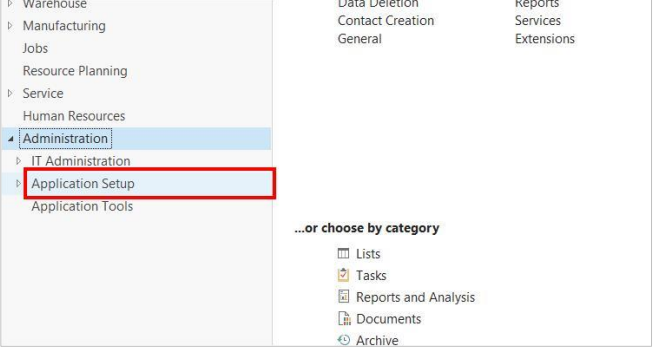 Warehouse
Manufacturing
Jobs
Resource Planning
Service
Human Resources
Administration
IT Administration
Application Setup
Application Tools
Data Deletion
Contact Creation
General
Reports
Services
Extensions
...or choose by category
Lists
Tasks
Reports and Analysis
Documents
Archive